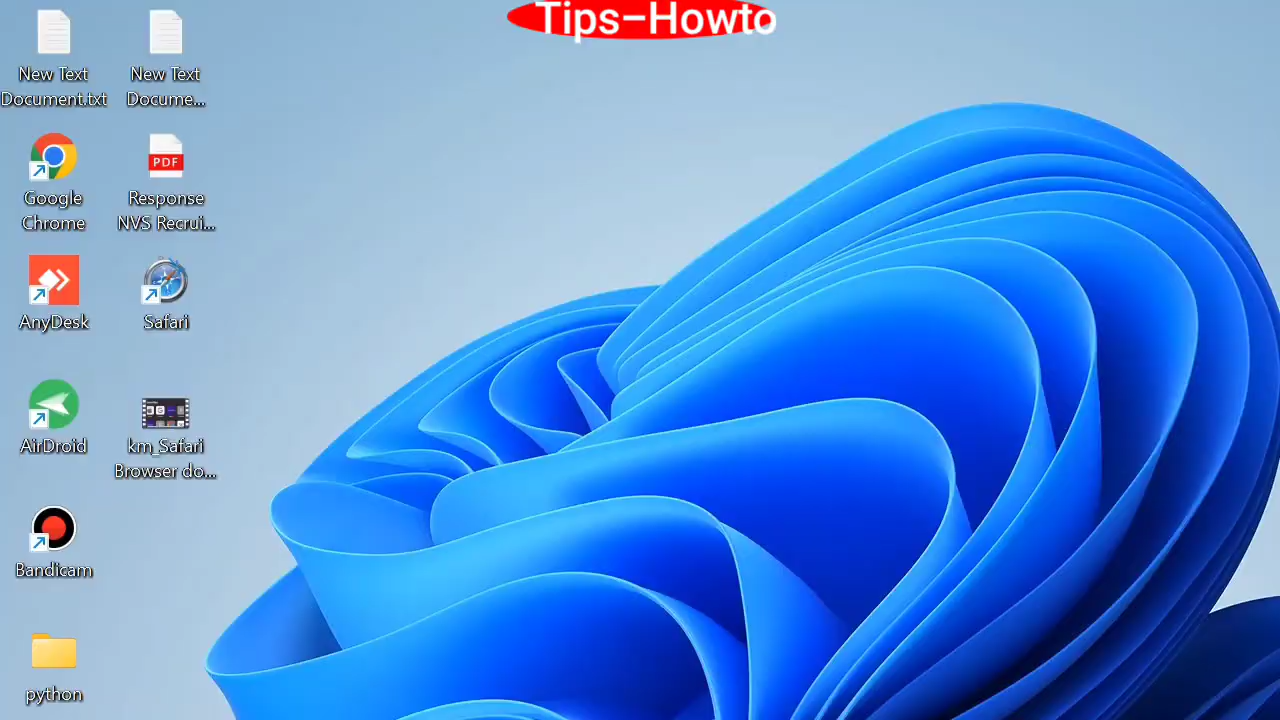 Tips-Howto
New Text
Document.txt
New Text
Docume...
Google
Chrome
PDF
Response
NVS Recrui...
AnyDesk
Safari
AirDroid
km_Safari
Browser do...
Bandicam
python